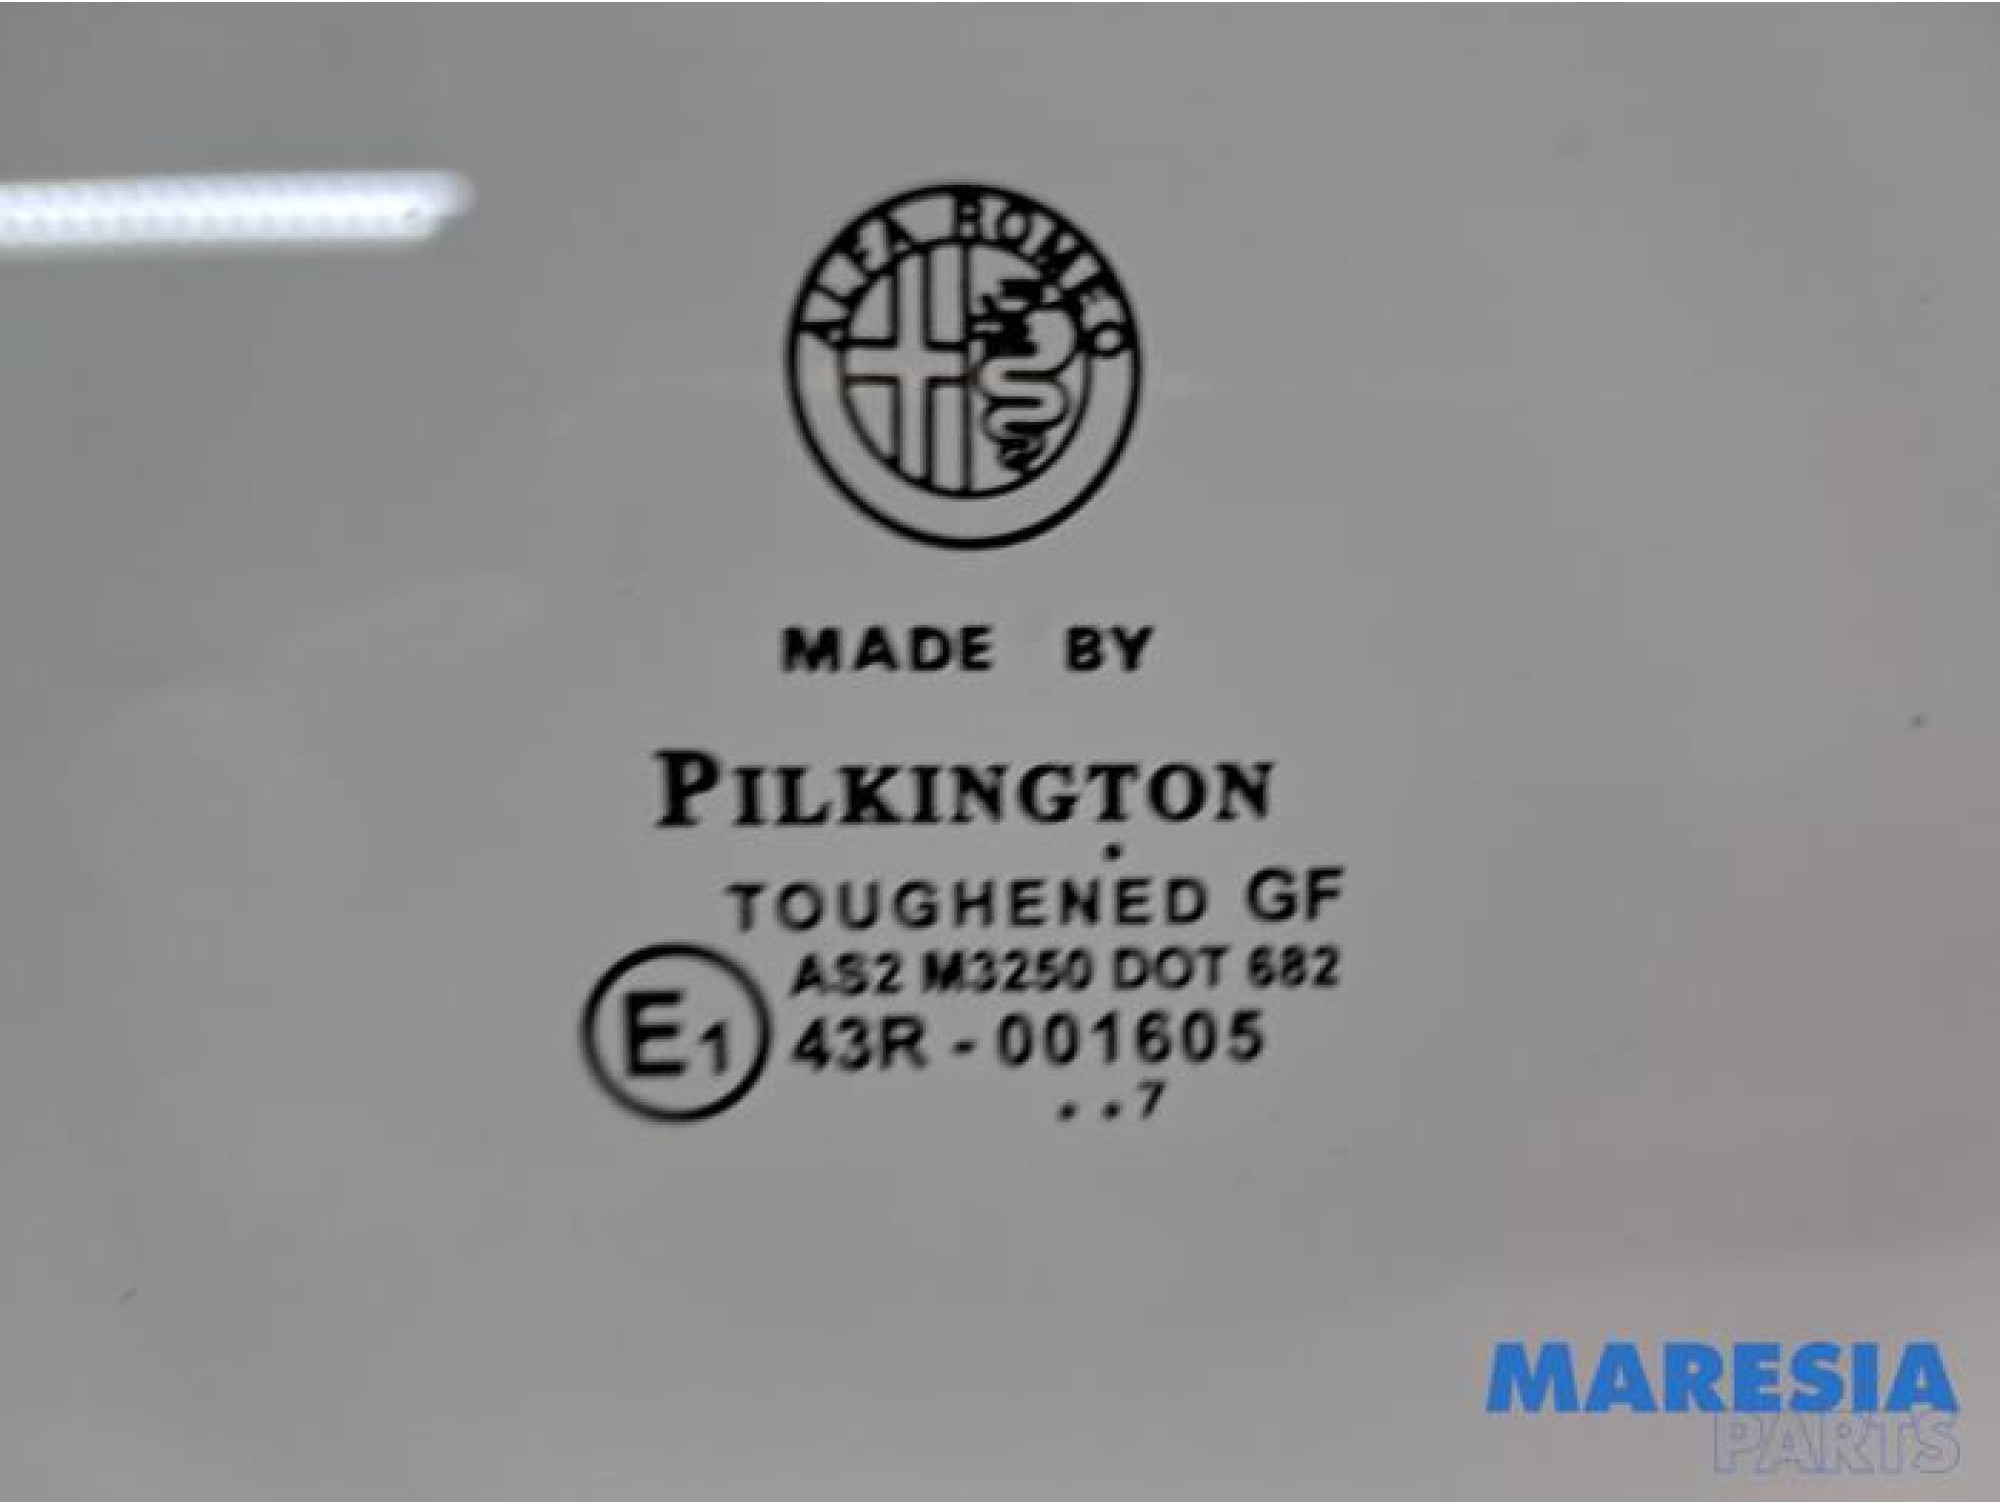 ALFA ROMEO
MADE BY
PILKINGTON
.
TOUGHENED GF
AS2 M3250 DOT 682
E1 43R - 001605
..7
MARESIA
PARTS